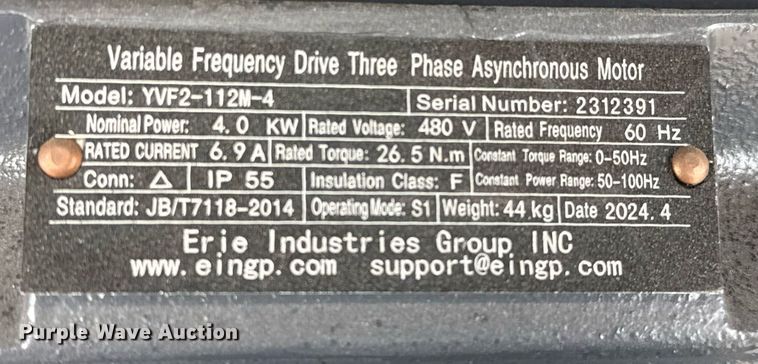 Variable Frequency Drive Three Phase Asynchronous Motor
Model: YVF2-112M-4 Serial Number: 2312391
Nominal Power: 4.0 KW Rated Voltage: 480 V Rated Frequency 60 Hz
RATED CURRENT 6.9 A Rated Torque: 26.5 N.m Constant Torque Range: 0-50Hz
Conn: △ IP 55 Insulation Class: F Constant Power Range: 50-100Hz
Standard: JB/T7118-2014 Operating Mode: S1 Weight: 44 kg Date 2024.4
Erie Industries Group INC
www.eingp.com support@eingp.com
Purple Wave Auction